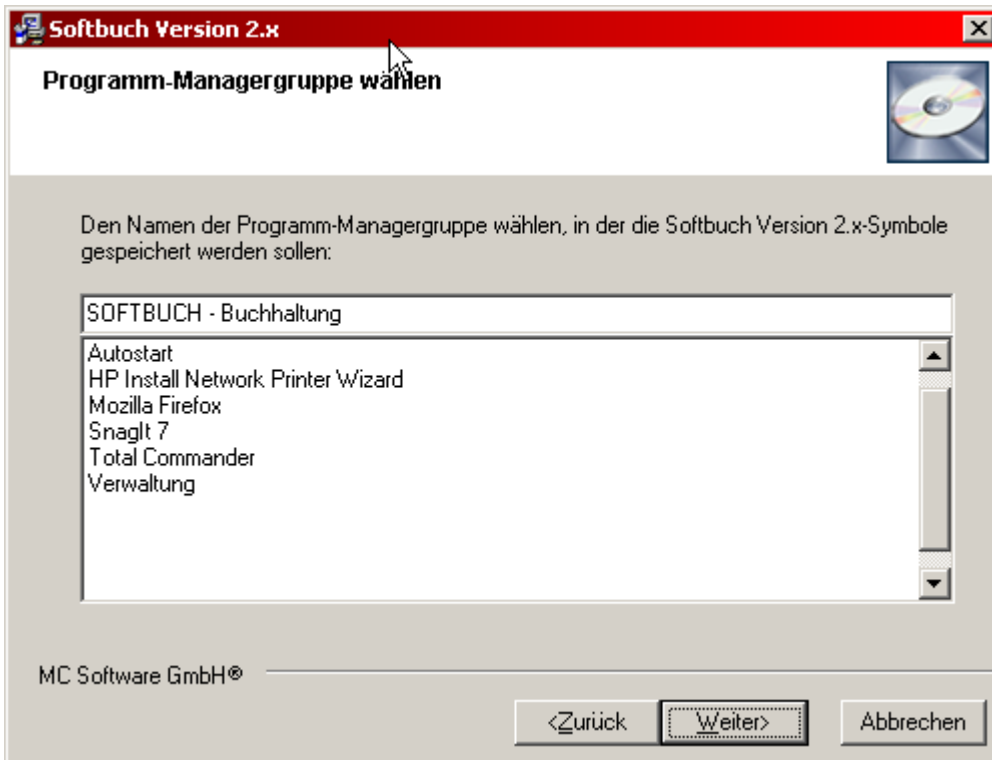 Softbuch Version 2.x
Programm-Managergruppe wählen
Den Namen der Programm-Managergruppe wählen, in der die Softbuch Version 2.x-Symbole
gespeichert werden sollen:
SOFTBUCH - Buchhaltung
Autostart
HP Install Network Printer Wizard
Mozilla Firefox
SnagIt 7
Total Commander
Verwaltung
MC Software GmbH®
<Zurück
Weiter>
Abbrechen